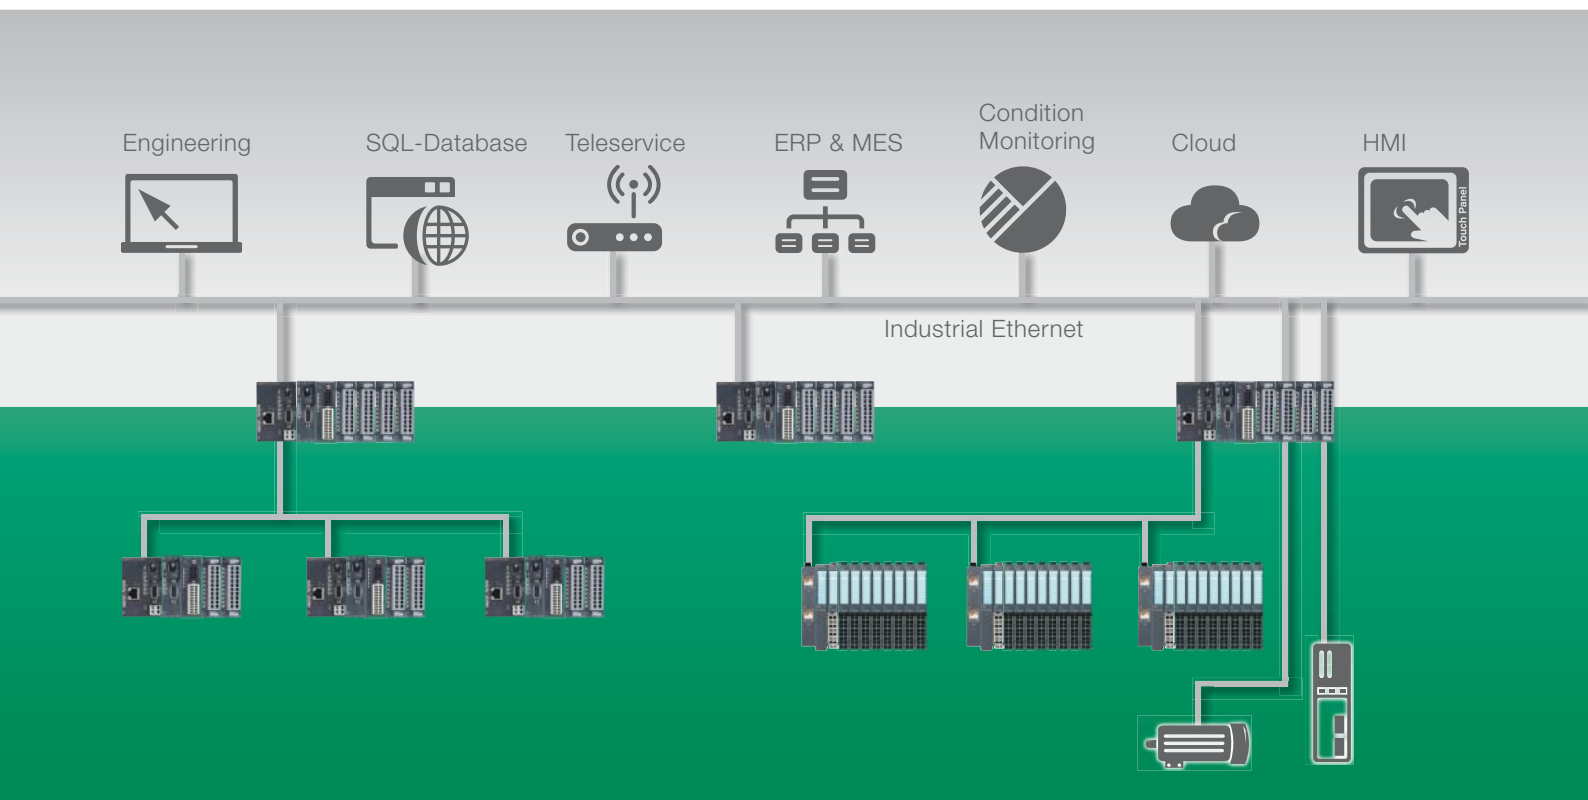 Engineering
SQL-Database
Teleservice
ERP & MES
Condition
Monitoring
Cloud
HMI
Touch Panel
Industrial Ethernet